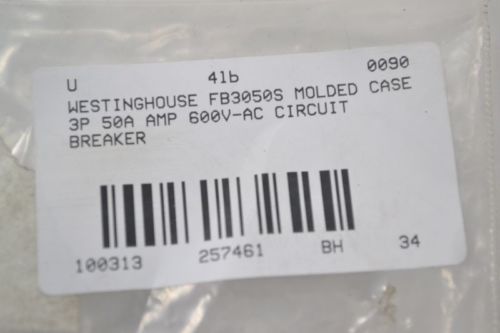 U 41b 0090
WESTINGHOUSE FB3050S MOLDED CASE
3P 50A AMP 600V-AC CIRCUIT
BREAKER
100313 257461 BH 34